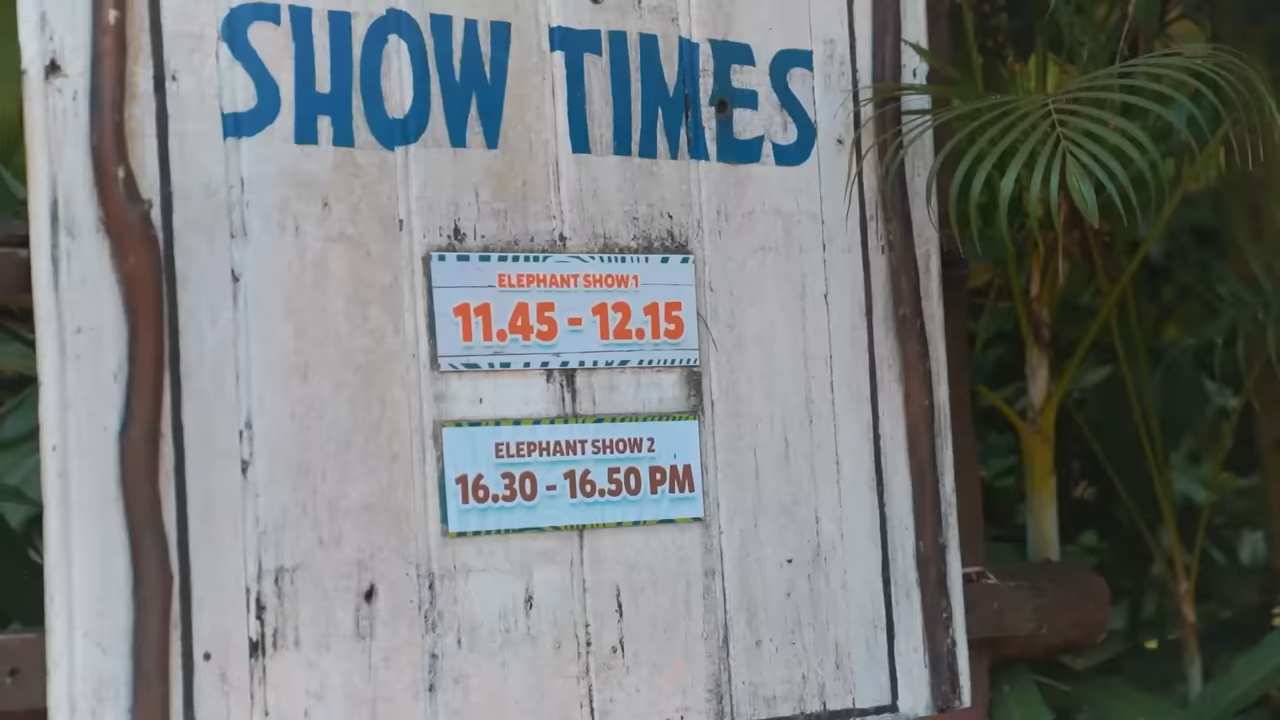 SHOW TIMES
ELEPHANT SHOW 1
11.45 - 12.15
ELEPHANT SHOW 2
16.30 - 16.50 PM